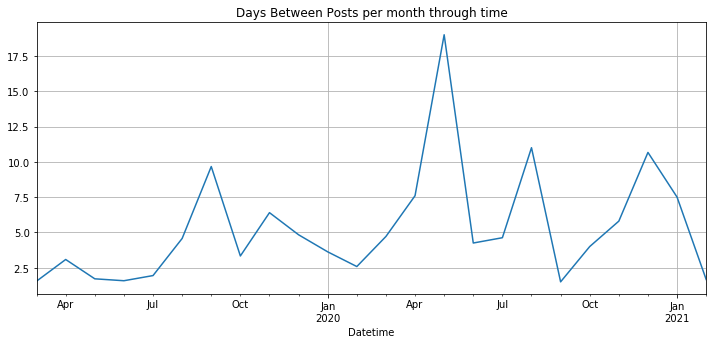 Days Between Posts per month through time
17.5
15.0
12.5
10.0
7.5
5.0
2.5
Apr Jul Oct Jan Apr Jul Oct Jan
2020 2021
Datetime